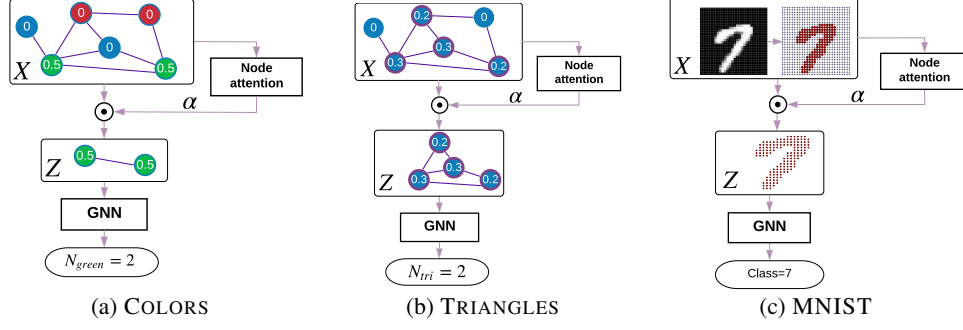 0 0 0
0
0.5 0.5
X
Node
attention
α
0.5 0.5
Z
GNN
N_green = 2
(a) COLORS
0.2
0 0
0.3
0.3 0.2
X
Node
attention
α
0.2
0.3
0.3 0.2
Z
GNN
N_tri = 2
(b) TRIANGLES
X
Node
attention
α
Z
GNN
Class=7
(c) MNIST